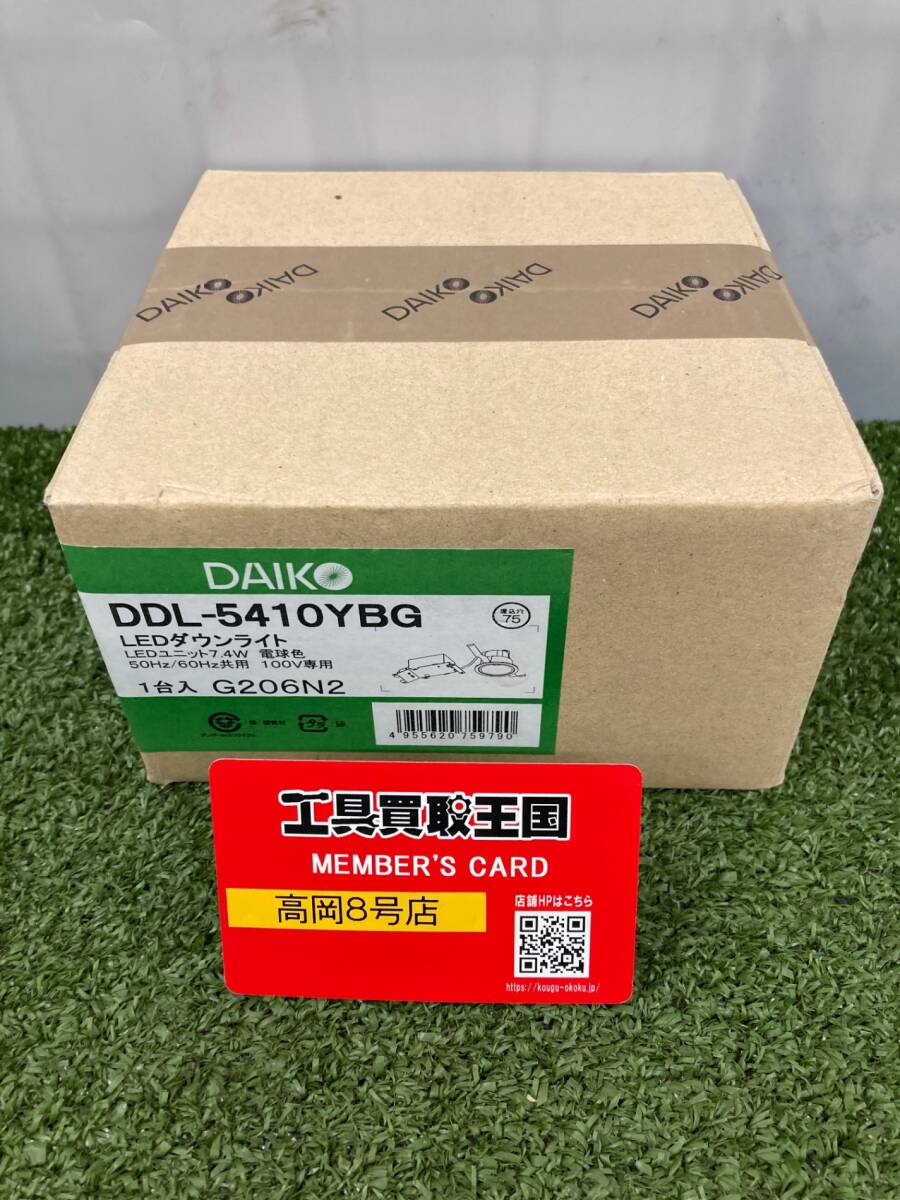 DAIKO DAIKO
DAIKO DAIKO
DAIKO DAIKO
DAIKO
DDL-5410YBG
埋込穴
75
LEDダウンライト
LEDユニット7.4W 電球色
50Hz/60Hz共用 100V専用
1台入 G206N2
4 955620 759790
工具買取王国
MEMBER'S CARD
高岡8号店
店舗HPはこちら
https://kougu-okoku.jp/